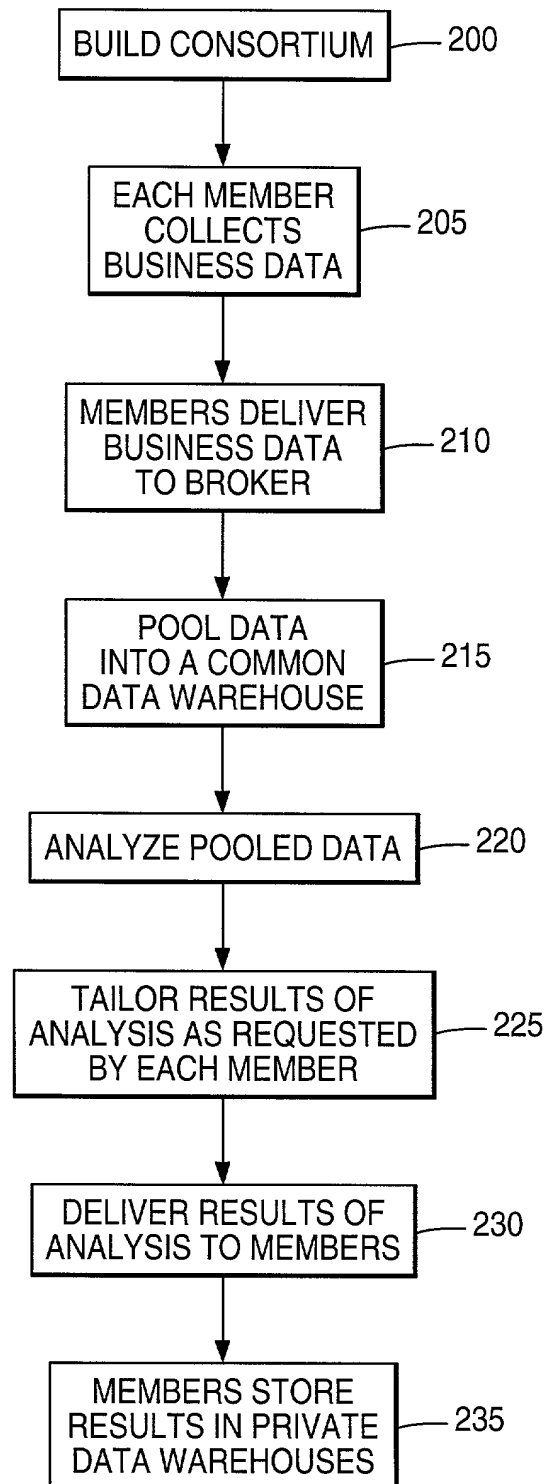 BUILD CONSORTIUM
200
EACH MEMBER
COLLECTS
BUSINESS DATA
205
MEMBERS DELIVER
BUSINESS DATA
TO BROKER
210
POOL DATA
INTO A COMMON
DATA WAREHOUSE
215
ANALYZE POOLED DATA
220
TAILOR RESULTS OF
ANALYSIS AS REQUESTED
BY EACH MEMBER
225
DELIVER RESULTS OF
ANALYSIS TO MEMBERS
230
MEMBERS STORE
RESULTS IN PRIVATE
DATA WAREHOUSES
235